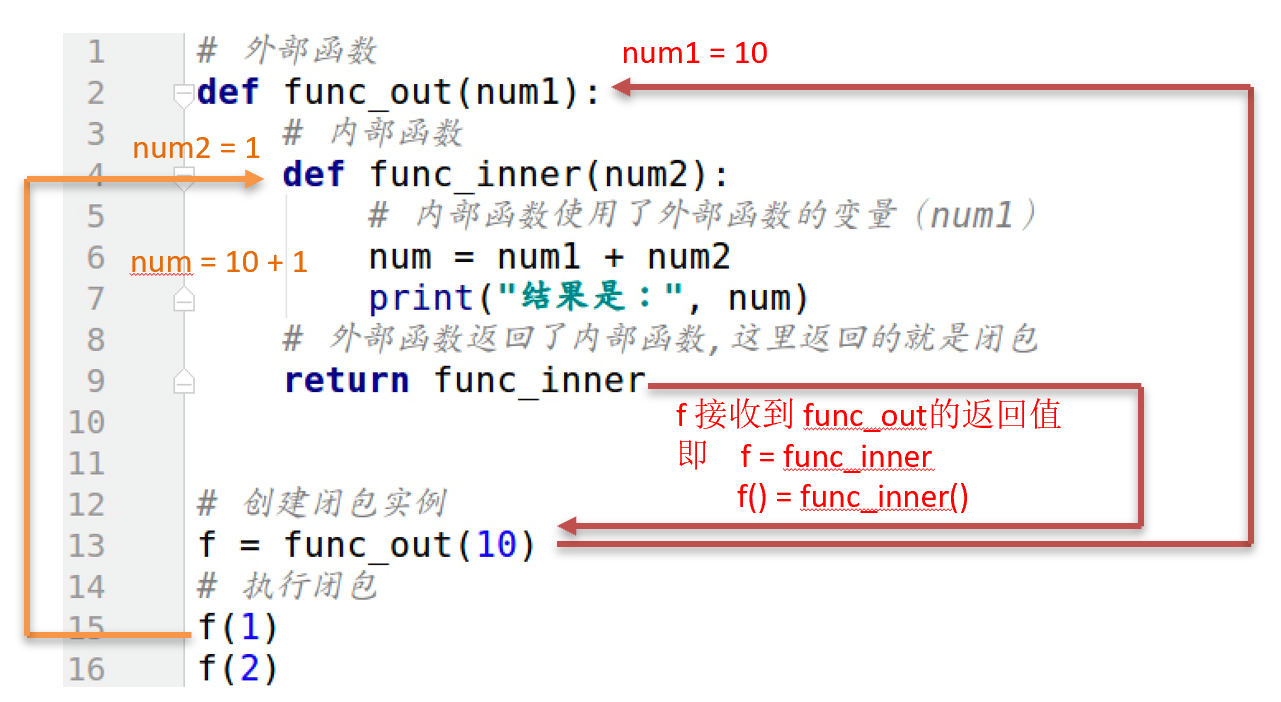 1 # 外部函数
num1 = 10
2 def func_out(num1):
3 # 内部函数
num2 = 1
4 def func_inner(num2):
5 # 内部函数使用了外部函数的变量（num1）
6 num = num1 + num2
num = 10 + 1
7 print("结果是：", num)
8 # 外部函数返回了内部函数,这里返回的就是闭包
9 return func_inner
f 接收到 func_out的返回值
即 f = func_inner
f() = func_inner()
10
11
12 # 创建闭包实例
13 f = func_out(10)
14 # 执行闭包
15 f(1)
16 f(2)